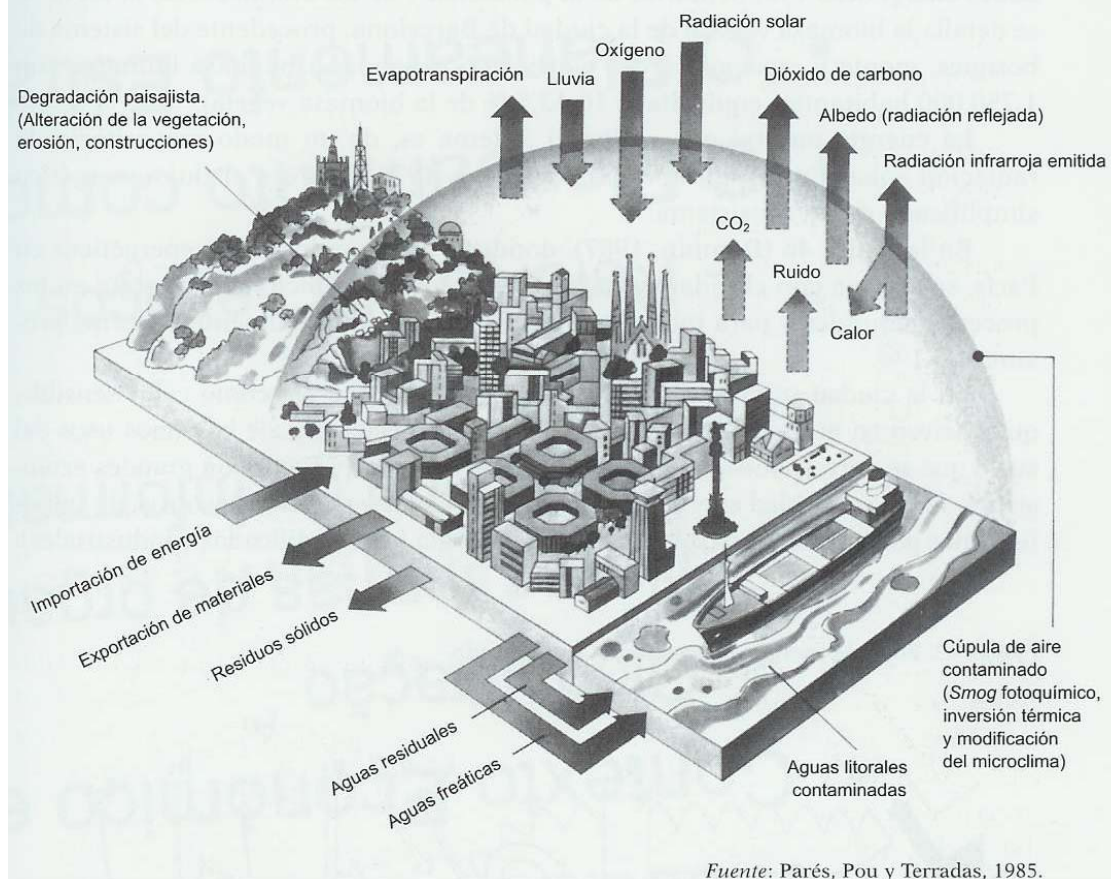 Radiación solar
Oxígeno
Evapotranspiración
Lluvia
Dióxido de carbono
Degradación paisajista.
(Alteración de la vegetación,
erosión, construcciones)
Albedo (radiación reflejada)
Radiación infrarroja emitida
CO₂
Ruido
Calor
Importación de energía
Exportación de materiales
Residuos sólidos
Aguas residuales
Aguas freáticas
Cúpula de aire
contaminado
(Smog fotoquímico,
inversión térmica
y modificación
del microclima)
Aguas litorales
contaminadas
Fuente: Parés, Pou y Terradas, 1985.